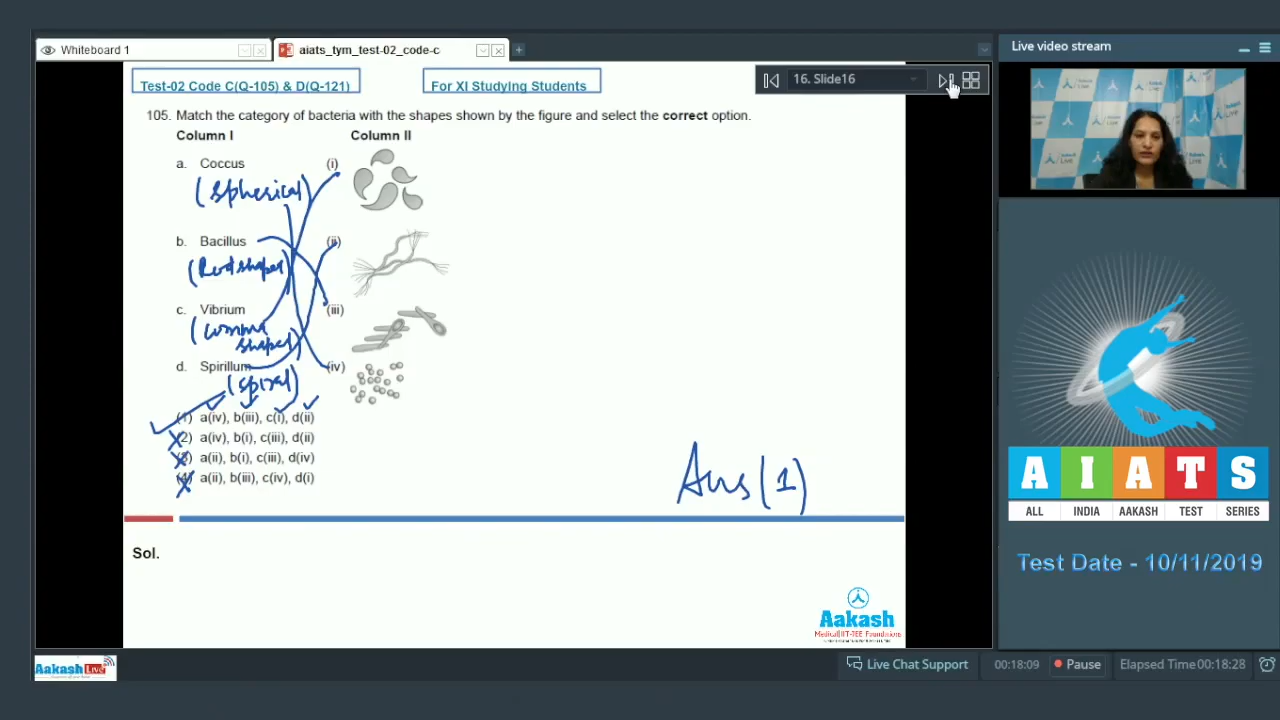 Whiteboard 1
aiats_tym_test-02_code-c
Live video stream
Test-02 Code C(Q-105) & D(Q-121)
For XI Studying Students
16. Slide16
105. Match the category of bacteria with the shapes shown by the figure and select the correct option.
Column I Column II
a. Coccus (i)
(Spherical)
b. Bacillus (ii)
(Rod shaped)
c. Vibrium (iii)
(comma
shaped)
d. Spirillum (iv)
(spiral)
(1) a(iv), b(iii), c(i), d(ii)
(2) a(iv), b(i), c(iii), d(ii)
(3) a(ii), b(i), c(iii), d(iv)
(4) a(ii), b(iii), c(iv), d(i)
Ans (1)
Sol.
Aakash
Medical|IIT-JEE|Foundations
AIATS
ALL INDIA AAKASH TEST SERIES
Test Date - 10/11/2019
Aakash Live
Live Chat Support
00:18:09
Pause
Elapsed Time 00:18:28